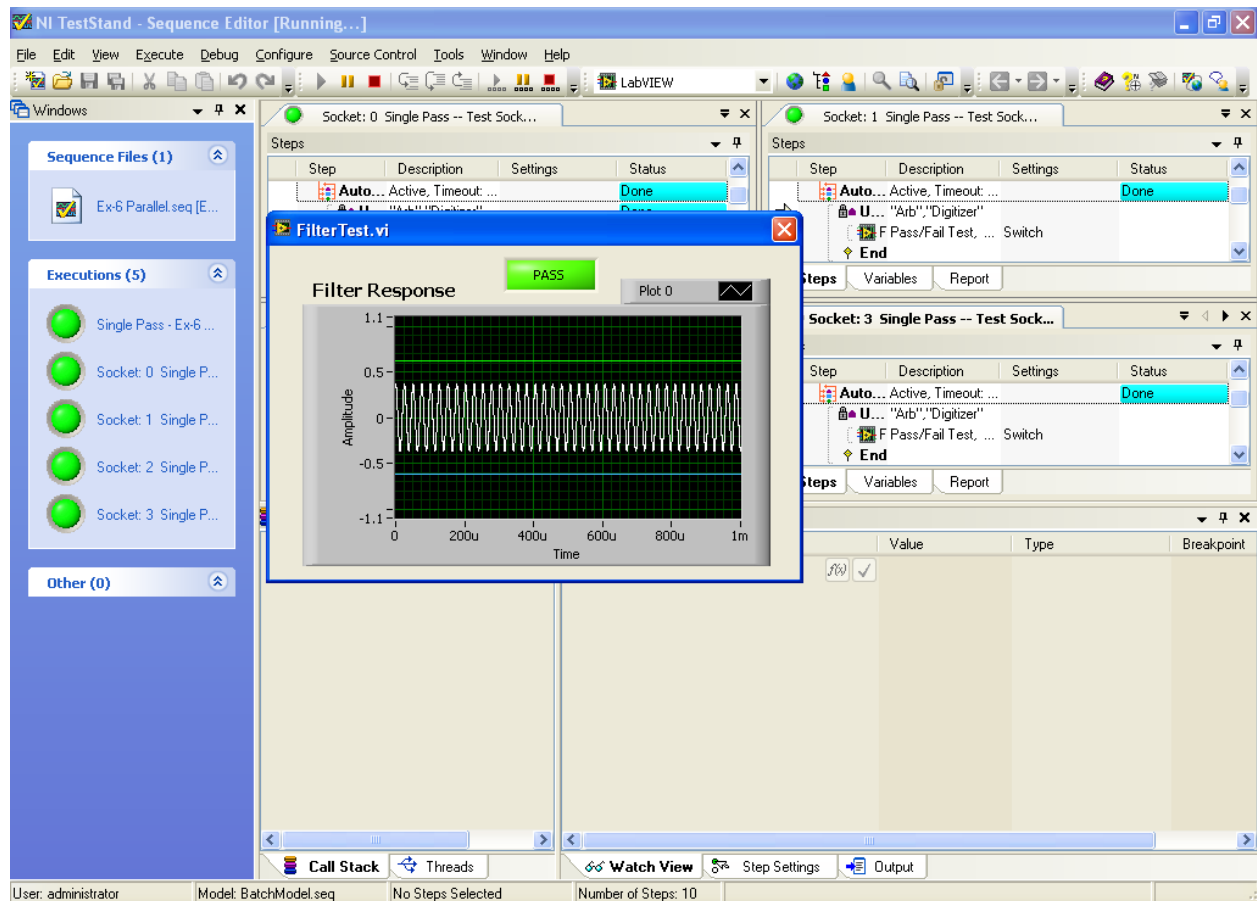 NI TestStand - Sequence Editor [Running...]
File Edit View Execute Debug Configure Source Control Tools Window Help
LabVIEW
Windows
Sequence Files (1)
Ex-6 Parallel.seq [E...
Executions (5)
Single Pass - Ex-6 ...
Socket: 0 Single P...
Socket: 1 Single P...
Socket: 2 Single P...
Socket: 3 Single P...
Other (0)
Socket: 0 Single Pass -- Test Sock...
Steps
Step Description Settings Status
Auto... Active, Timeout: ... Done
Socket: 1 Single Pass -- Test Sock...
Steps
Step Description Settings Status
Auto... Active, Timeout: ... Done
U... "Arb","Digitizer"
F Pass/Fail Test, ... Switch
End
Steps Variables Report
FilterTest.vi
PASS
Filter Response
Plot 0
1.1
0.5
0
-0.5
-1.1
Amplitude
0 200u 400u 600u 800u 1m
Time
Socket: 3 Single Pass -- Test Sock...
Step Description Settings Status
Auto... Active, Timeout: ... Done
U... "Arb","Digitizer"
F Pass/Fail Test, ... Switch
End
Steps Variables Report
Value Type Breakpoint
f(x)
Call Stack Threads
Watch View Step Settings Output
User: administrator Model: BatchModel.seq No Steps Selected Number of Steps: 10